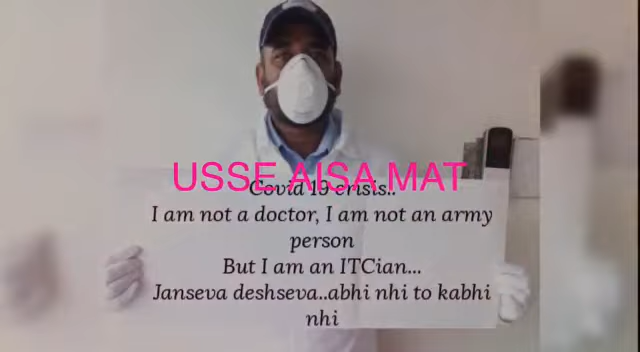 USSE AISA MAT
Covid 19 crisis..
I am not a doctor, I am not an army
person
But I am an ITCian...
Janseva deshseva..abhi nhi to kabhi
nhi